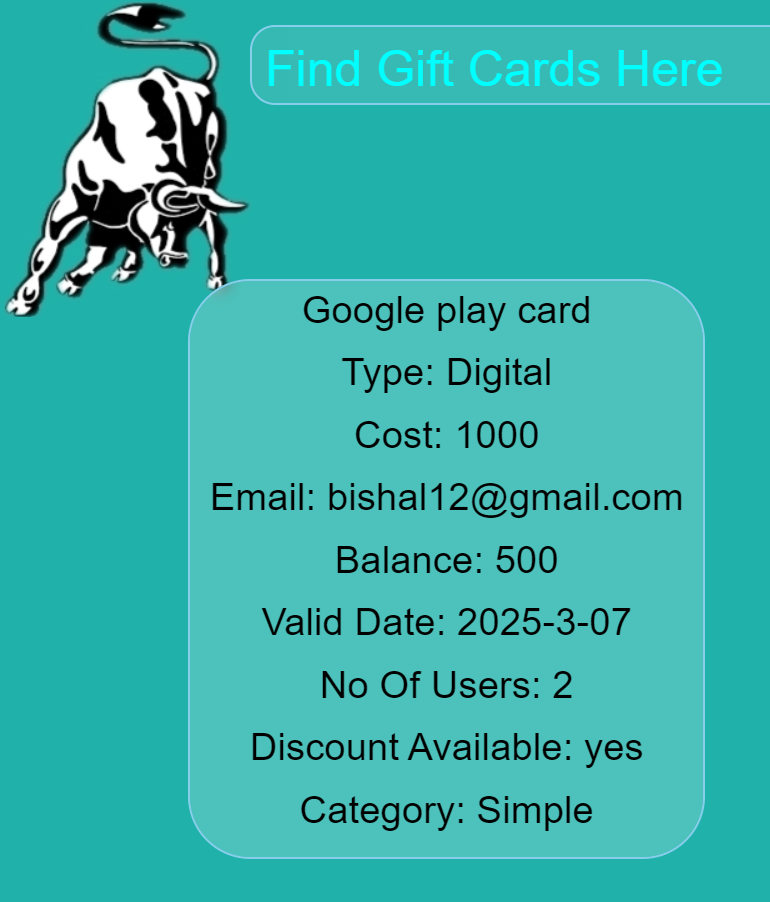 Find Gift Cards Here
Google play card
Type: Digital
Cost: 1000
Email: bishal12@gmail.com
Balance: 500
Valid Date: 2025-3-07
No Of Users: 2
Discount Available: yes
Category: Simple